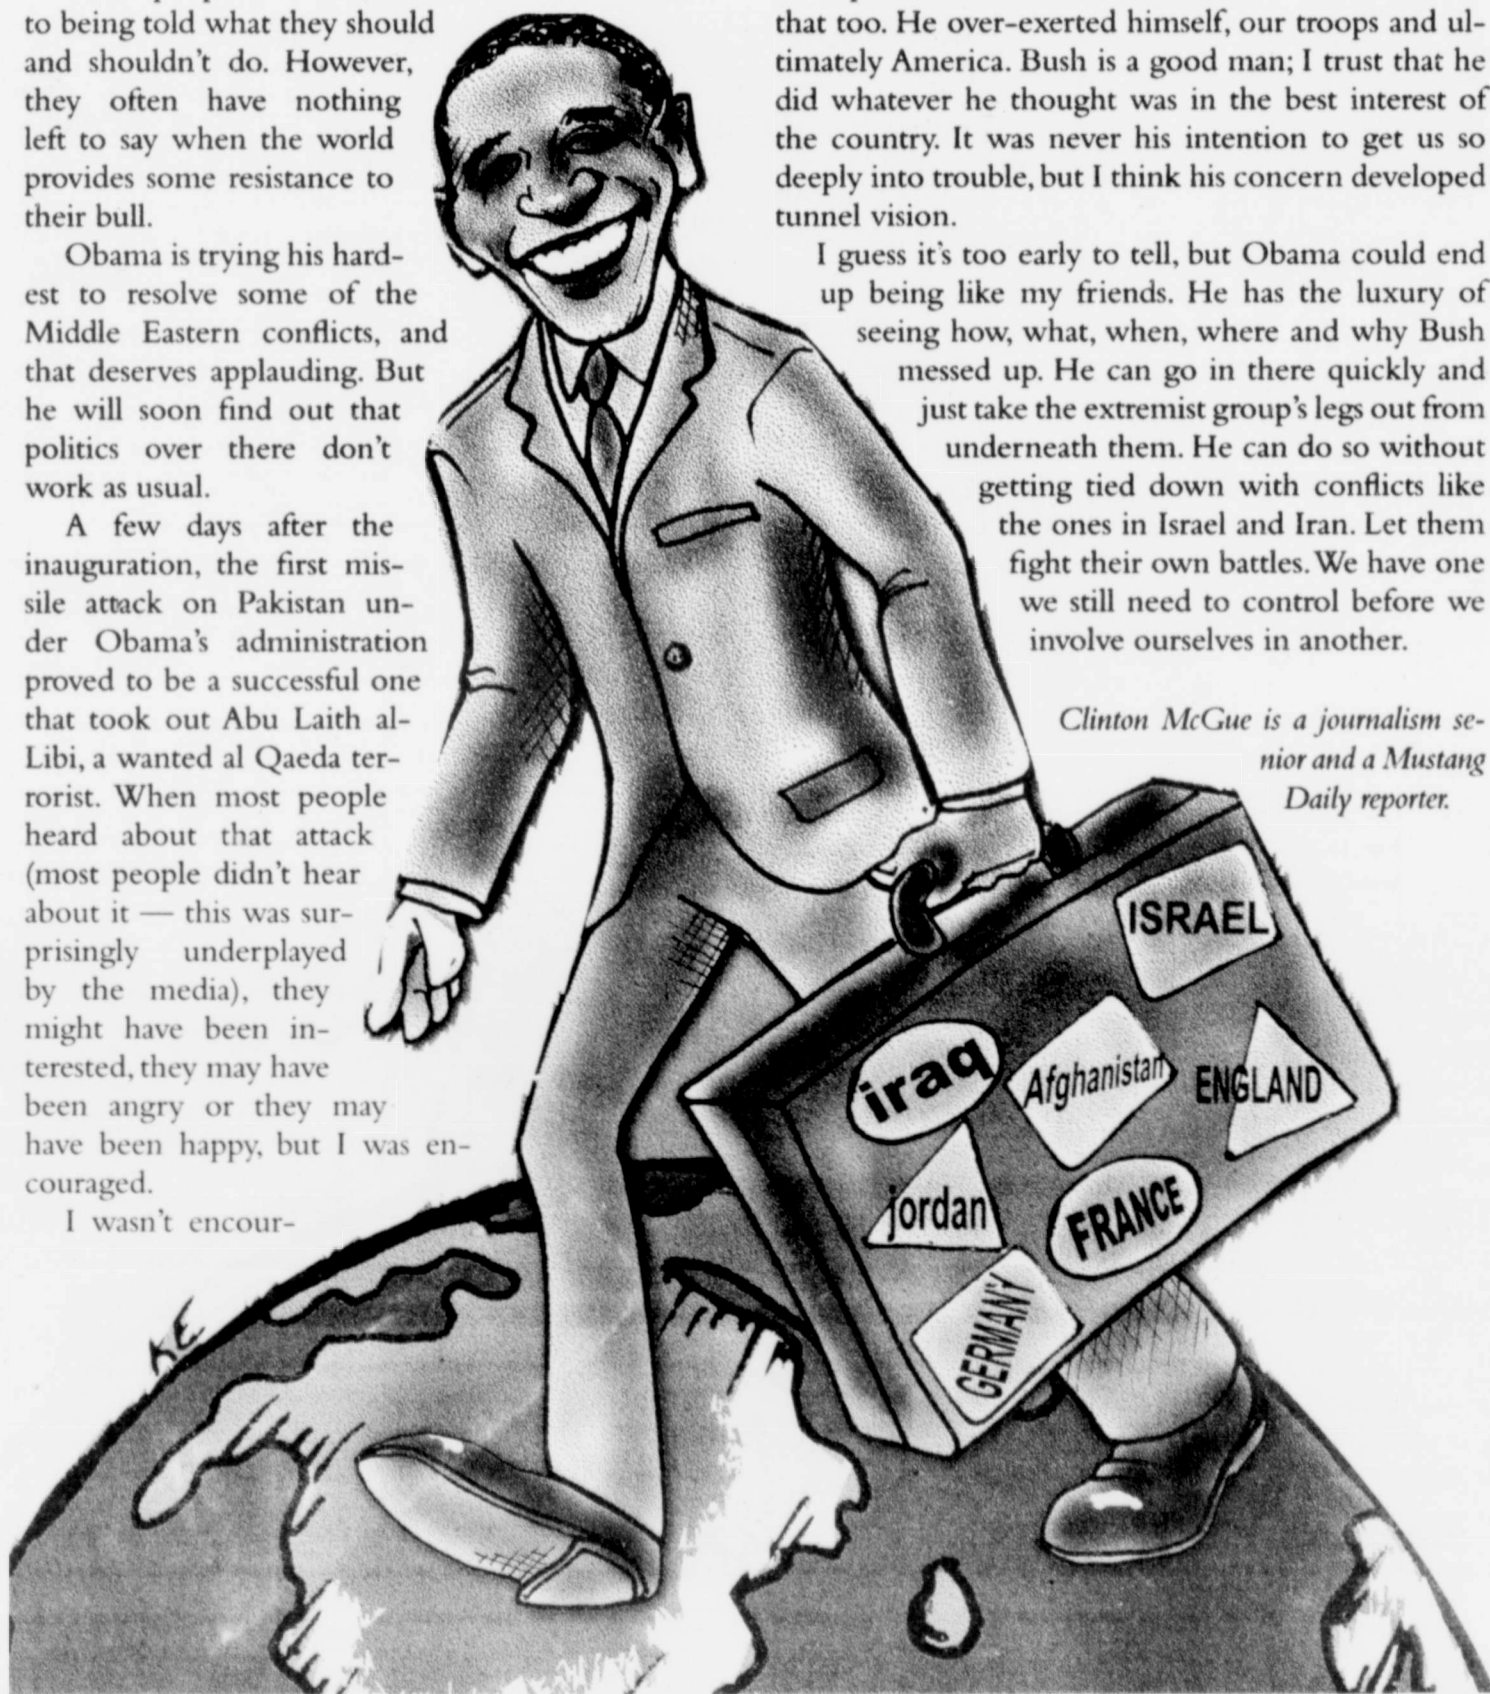 to being told what they should
and shouldn't do. However,
they often have nothing
left to say when the world
provides some resistance to
their bull.
Obama is trying his hard-
est to resolve some of the
Middle Eastern conflicts, and
that deserves applauding. But
he will soon find out that
politics over there don't
work as usual.
A few days after the
inauguration, the first mis-
sile attack on Pakistan un-
der Obama's administration
proved to be a successful one
that took out Abu Laith al-
Libi, a wanted al Qaeda ter-
rorist. When most people
heard about that attack
(most people didn't hear
about it — this was sur-
prisingly underplayed
by the media), they
might have been in-
terested, they may have
been angry or they may
have been happy, but I was en-
couraged.
I wasn't encour-
that too. He over-exerted himself, our troops and ul-
timately America. Bush is a good man; I trust that he
did whatever he thought was in the best interest of
the country. It was never his intention to get us so
deeply into trouble, but I think his concern developed
tunnel vision.
I guess it's too early to tell, but Obama could end
up being like my friends. He has the luxury of
seeing how, what, when, where and why Bush
messed up. He can go in there quickly and
just take the extremist group's legs out from
underneath them. He can do so without
getting tied down with conflicts like
the ones in Israel and Iran. Let them
fight their own battles. We have one
we still need to control before we
involve ourselves in another.
Clinton McGue is a journalism se-
nior and a Mustang
Daily reporter.
ISRAEL
iraq
Afghanistan
ENGLAND
jordan
FRANCE
GERMANY
KE